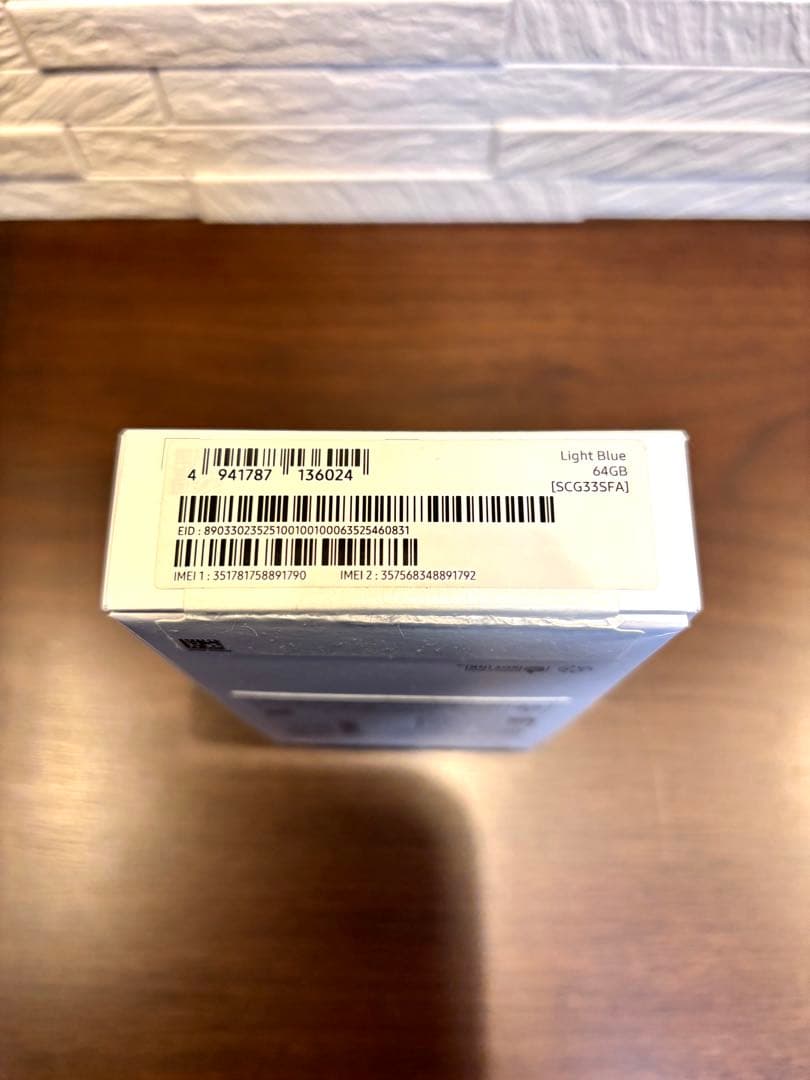 4 941787 136024
Light Blue
64GB
[SCG33SFA]
EID : 89033023525100100100063525460831
IMEI 1 : 351781758891790 IMEI 2 : 357568348891792